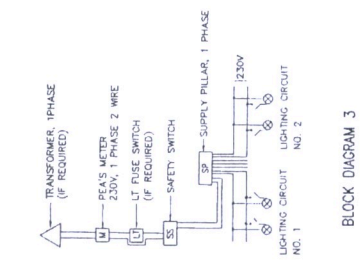 TRANSFORMER, 1PHASE
(IF REQUIRED)
M
PEA'S METER
230V, 1 PHASE 2 WIRE
LT
LT FUSE SWITCH
(IF REQUIRED)
SS
SAFETY SWITCH
SP
SUPPLY PILLAR, 1 PHASE
230V
LIGHTING CIRCUIT
NO. 1
LIGHTING CIRCUIT
NO. 2
BLOCK DIAGRAM 3